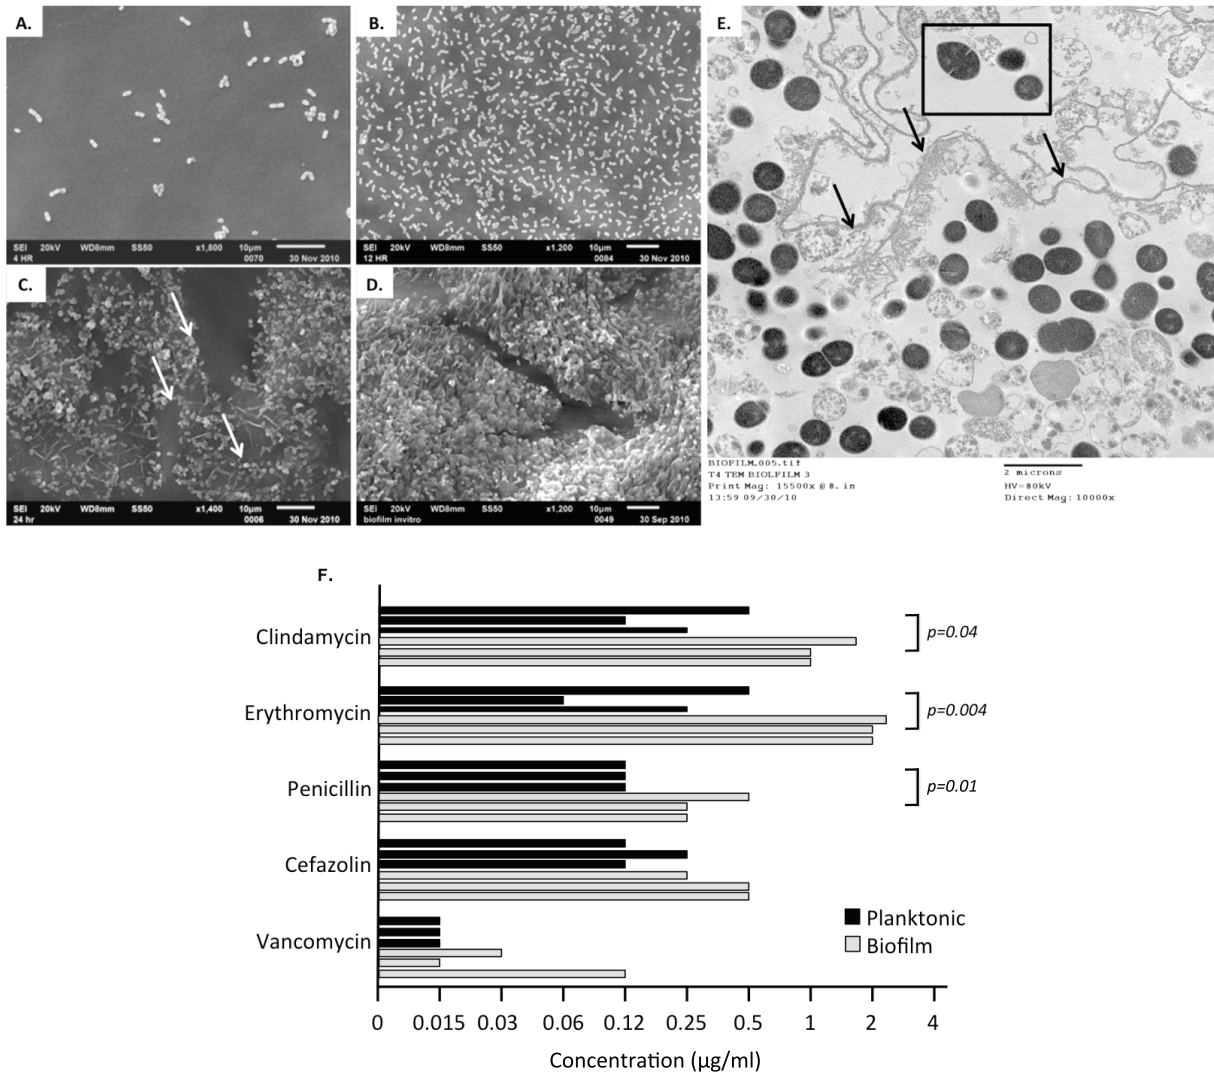 A.
SEI 20kV WD8mm SS50 x1,800 10µm
4 HR 0070 30 Nov 2010
B.
SEI 20kV WD8mm SS50 x1,200 10µm
12 HR 0084 30 Nov 2010
C.
SEI 20kV WD8mm SS50 x1,400 10µm
24 hr 0006 30 Nov 2010
D.
SEI 20kV WD8mm SS50 x1,200 10µm
biofilm invitro 0049 30 Sep 2010
E.
BIOFILM.005.tif
T4 TEM BIOLFILM 3
Print Mag: 15500x @ 8. in
13:59 09/30/10
2 microns
HV=80kV
Direct Mag: 10000x
F.
Clindamycin
p=0.04
Erythromycin
p=0.004
Penicillin
p=0.01
Cefazolin
Vancomycin
Planktonic
Biofilm
0 0.015 0.03 0.06 0.12 0.25 0.5 1 2 4
Concentration (µg/ml)